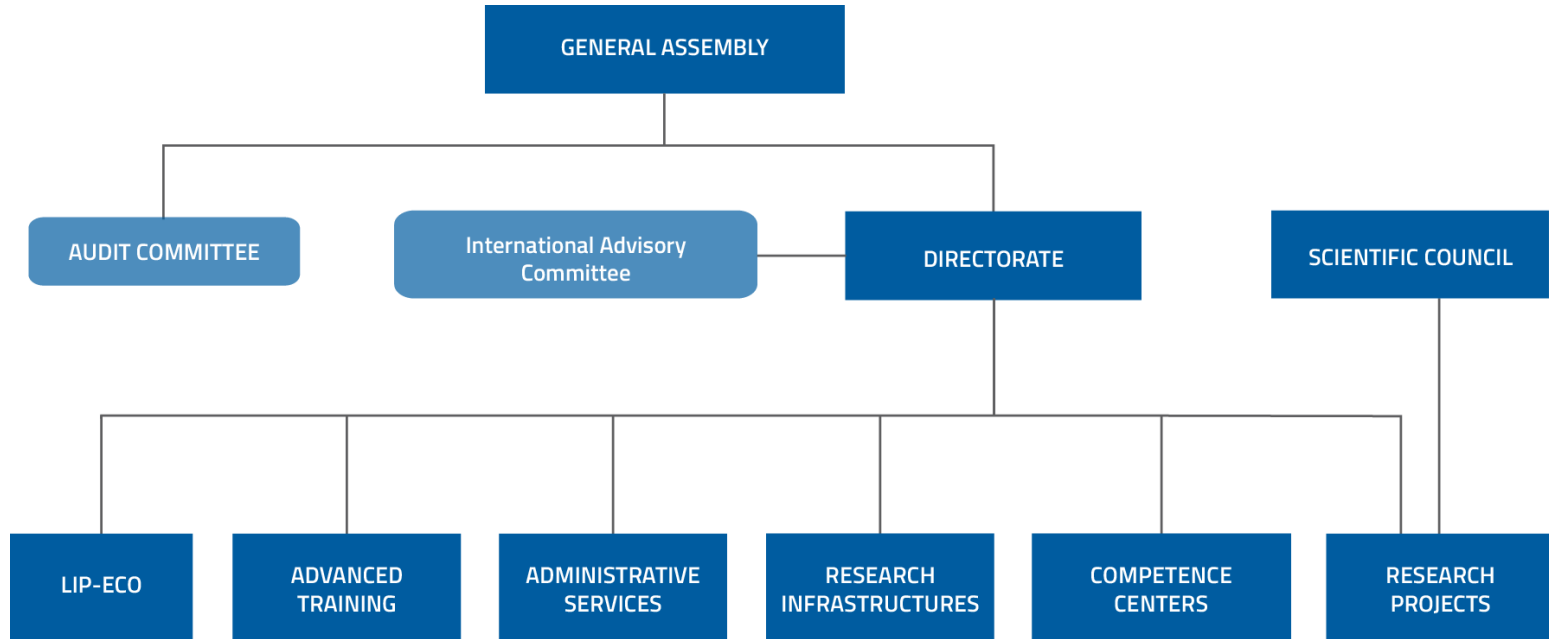 GENERAL ASSEMBLY
AUDIT COMMITTEE
International Advisory
Committee
DIRECTORATE
SCIENTIFIC COUNCIL
LIP-ECO
ADVANCED
TRAINING
ADMINISTRATIVE
SERVICES
RESEARCH
INFRASTRUCTURES
COMPETENCE
CENTERS
RESEARCH
PROJECTS